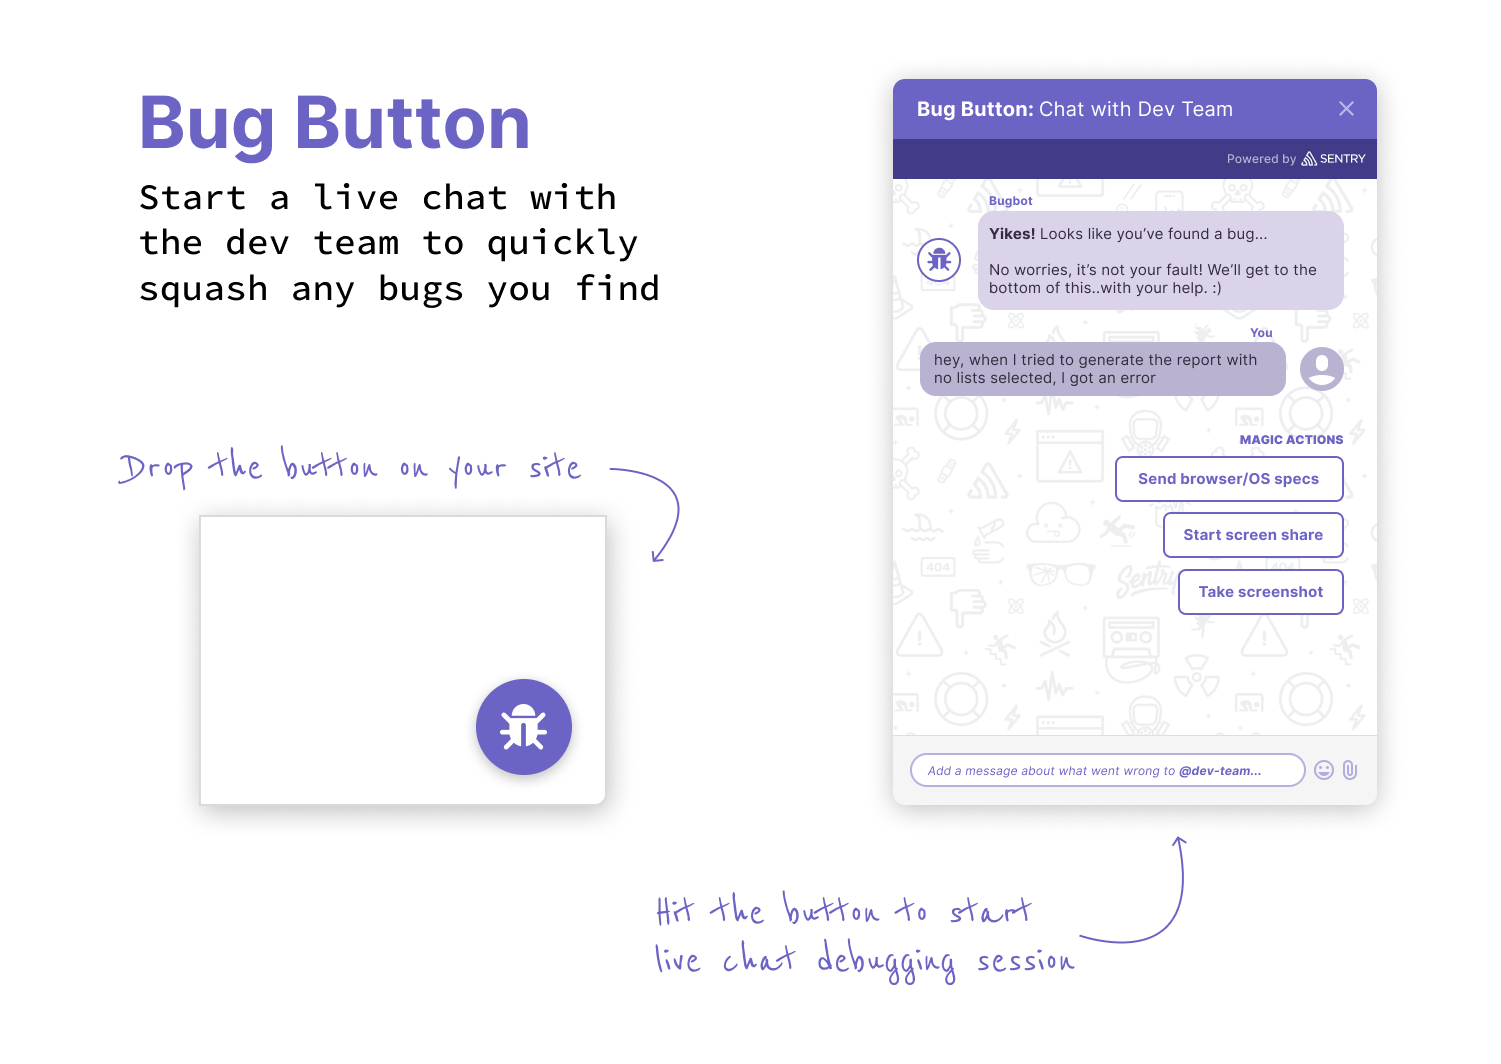 Bug Button
Start a live chat with
the dev team to quickly
squash any bugs you find
Drop the button on your site
Bug Button: Chat with Dev Team
Powered by SENTRY
Bugbot
Yikes! Looks like you've found a bug...
No worries, it's not your fault! We'll get to the
bottom of this..with your help. :)
You
hey, when I tried to generate the report with
no lists selected, I got an error
MAGIC ACTIONS
Send browser/OS specs
Start screen share
404
404
Sentry
Take screenshot
Add a message about what went wrong to @dev-team...
Hit the button to start
live chat debugging session